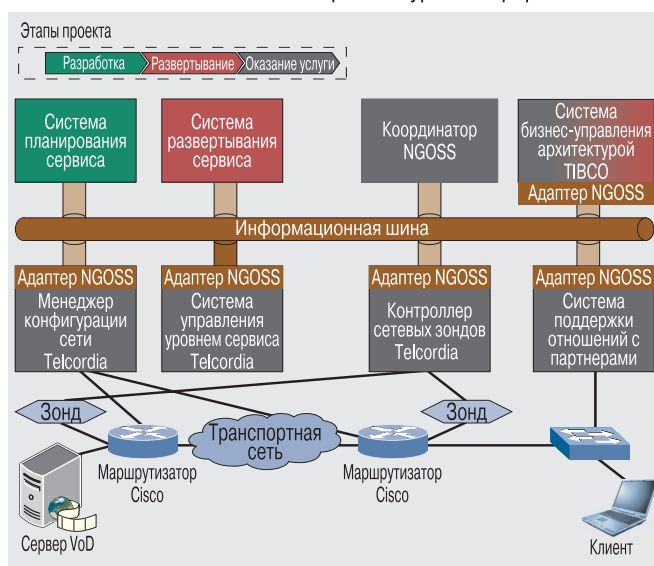 Этапы проекта
Разработка
Развертывание
Оказание услуги
Система
планирования
сервиса
Система
развертывания
сервиса
Координатор
NGOSS
Система
бизнес-управления
архитектурой
TIBCO
Адаптер NGOSS
Информационная шина
Адаптер NGOSS
Менеджер
конфигурации
сети
Telcordia
Адаптер NGOSS
Система
управления
уровнем сервиса
Telcordia
Адаптер NGOSS
Контроллер
сетевых зондов
Telcordia
Адаптер NGOSS
Система
поддержки
отношений с
партнерами
Зонд
Зонд
Транспортная
сеть
Маршрутизатор
Cisco
Маршрутизатор
Cisco
Сервер VoD
Клиент